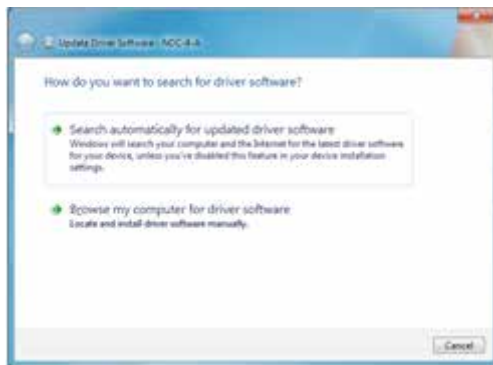 Update Driver Software - NDC-4-A
How do you want to search for driver software?
Search automatically for updated driver software
Windows will search your computer and the Internet for the latest driver software
for your device, unless you've disabled this feature in your device installation
settings.
Browse my computer for driver software
Locate and install driver software manually.
Cancel